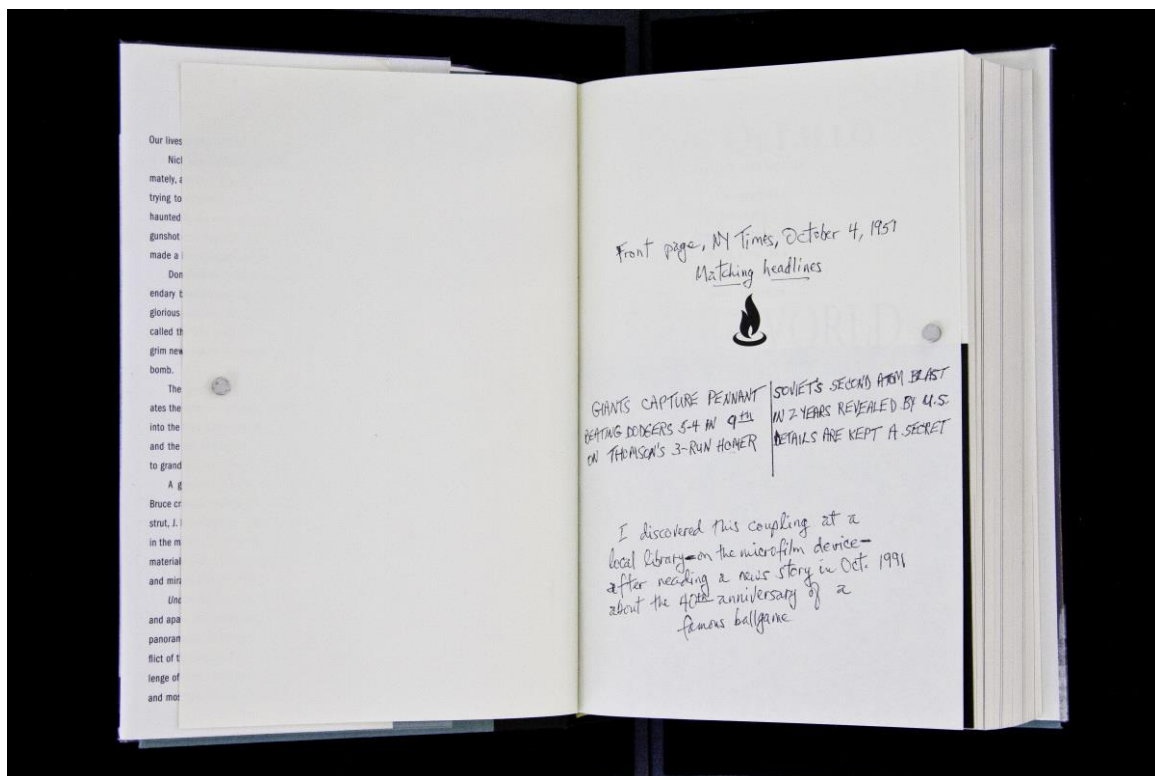 Our lives
Nic
mately, a
trying to
haunted
gunshot
made a
Don
endary b
glorious
called th
grim new
bomb.
The
ates the
into the
and the
to grand
A g
Bruce cr
strut, J.
in the m
material
and mira
Und
and apa
panoram
flict of t
lenge of
and mos
Front page, NY Times, October 4, 1951
Matching headlines
GIANTS CAPTURE PENNANT
BEATING DODGERS 5-4 IN 9th
ON THOMSON'S 3-RUN HOMER
SOVIET'S SECOND ATOM BLAST
IN 2 YEARS REVEALED BY U.S.
DETAILS ARE KEPT A SECRET
I discovered this coupling at a
local library—on the microfilm device—
after reading a news story in Oct. 1991
about the 40th anniversary of a
famous ballgame